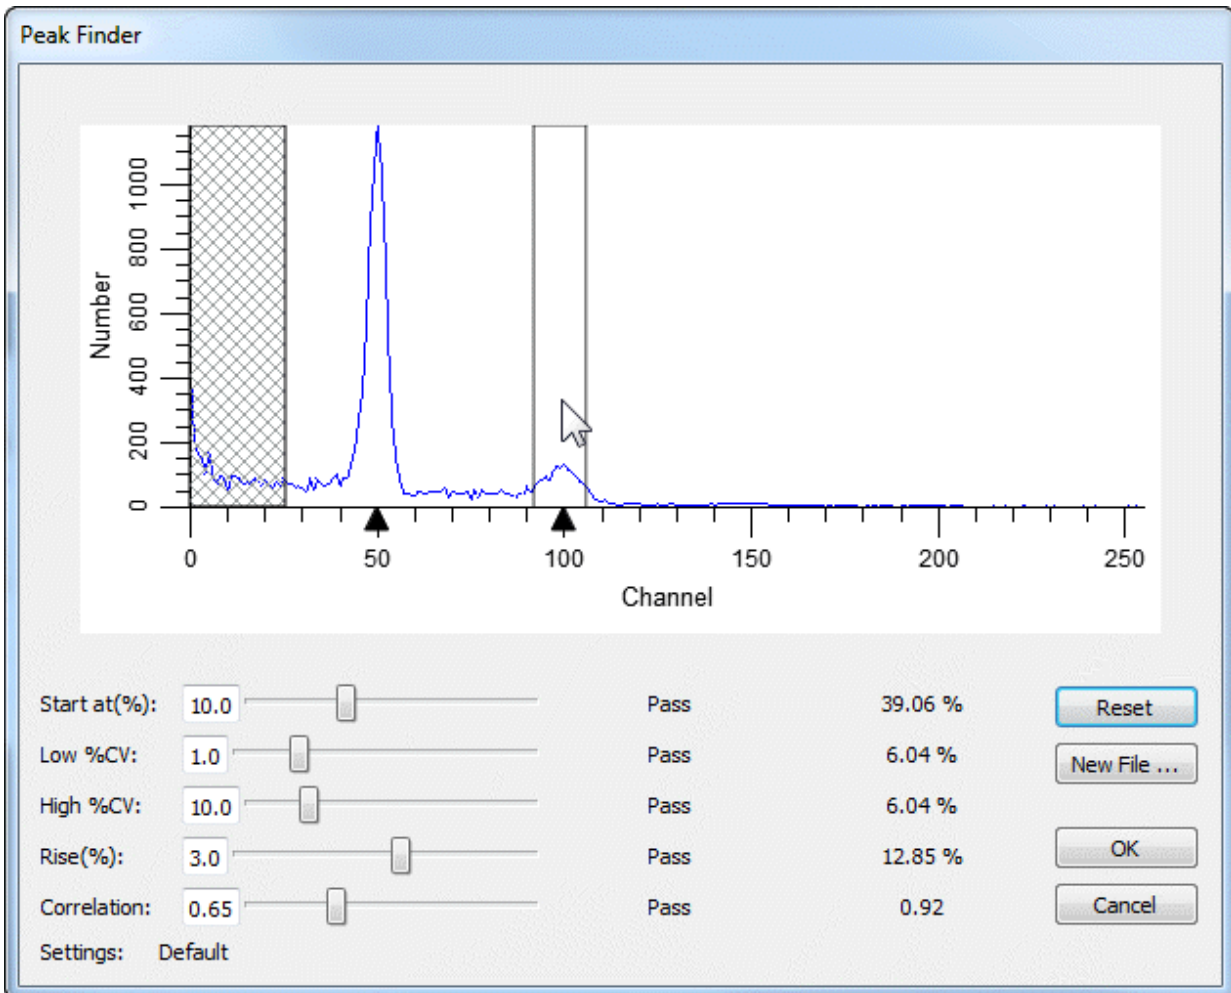 Peak Finder
1000
800
600
400
200
0
Number
0 50 100 150 200 250
Channel
Start at(%): 10.0 Pass 39.06 % Reset
Low %CV: 1.0 Pass 6.04 % New File ...
High %CV: 10.0 Pass 6.04 %
Rise(%): 3.0 Pass 12.85 % OK
Correlation: 0.65 Pass 0.92 Cancel
Settings: Default